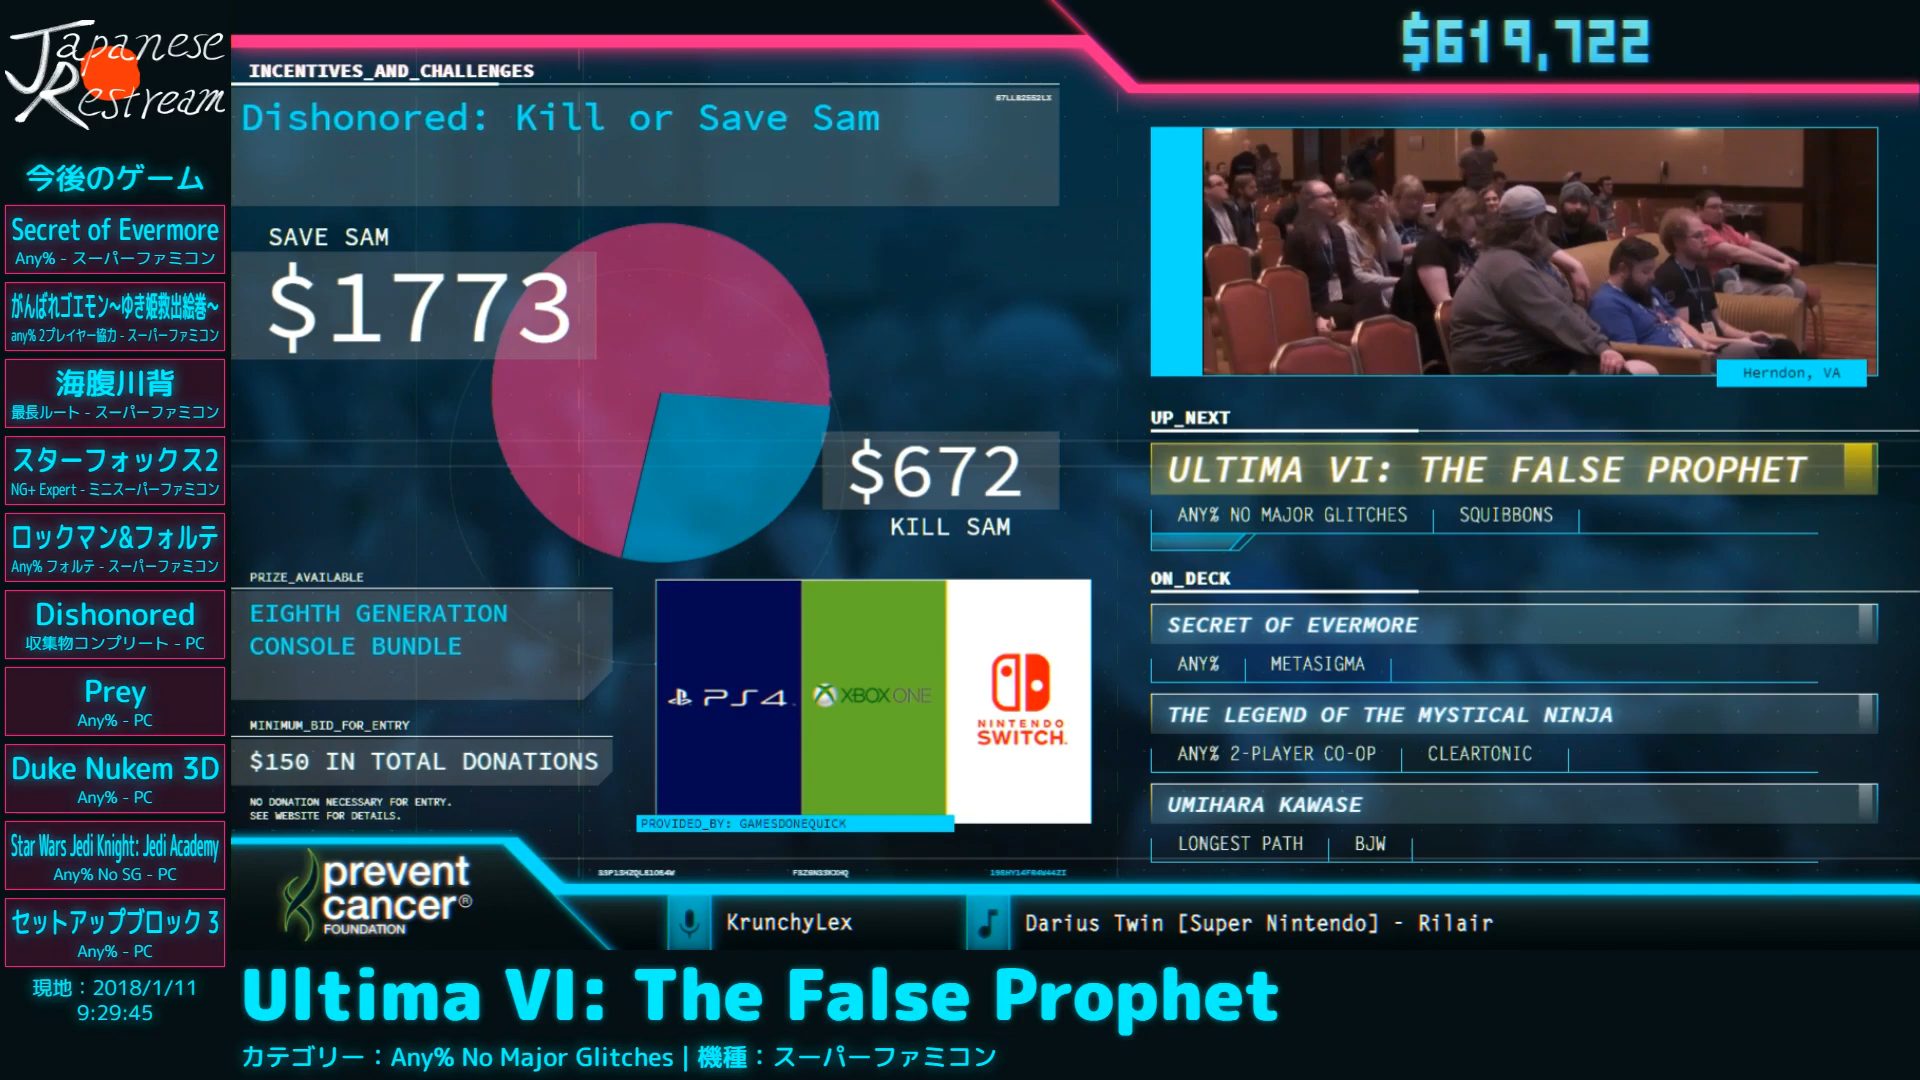 Japanese
Restream
今後のゲーム
Secret of Evermore
Any% - スーパーファミコン
がんばれゴエモン～ゆき姫救出絵巻～
any% 2プレイヤー協力 - スーパーファミコン
海腹川背
最長ルート - スーパーファミコン
スターフォックス2
NG+ Expert - ミニスーパーファミコン
ロックマン&フォルテ
Any% フォルテ - スーパーファミコン
Dishonored
収集物コンプリート - PC
Prey
Any% - PC
Duke Nukem 3D
Any% - PC
Star Wars Jedi Knight: Jedi Academy
Any% No SG - PC
セットアップブロック 3
Any% - PC
現地：2018/1/11
9:29:45
INCENTIVES_AND_CHALLENGES
Dishonored: Kill or Save Sam
SAVE SAM
$1773
$672
KILL SAM
PRIZE_AVAILABLE
EIGHTH GENERATION
CONSOLE BUNDLE
MINIMUM_BID_FOR_ENTRY
$150 IN TOTAL DONATIONS
NO DONATION NECESSARY FOR ENTRY.
SEE WEBSITE FOR DETAILS.
PS4
XBOX ONE
NINTENDO
SWITCH
PROVIDED_BY: GAMESDONEQUICK
$619,722
Herndon, VA
UP_NEXT
ULTIMA VI: THE FALSE PROPHET
ANY% NO MAJOR GLITCHES
SQUIBBONS
ON_DECK
SECRET OF EVERMORE
ANY%
METASIGMA
THE LEGEND OF THE MYSTICAL NINJA
ANY% 2-PLAYER CO-OP
CLEARTONIC
UMIHARA KAWASE
LONGEST PATH
BJW
prevent
cancer®
FOUNDATION
KrunchyLex
Darius Twin [Super Nintendo] - Rilair
Ultima VI: The False Prophet
カテゴリー：Any% No Major Glitches | 機種：スーパーファミコン